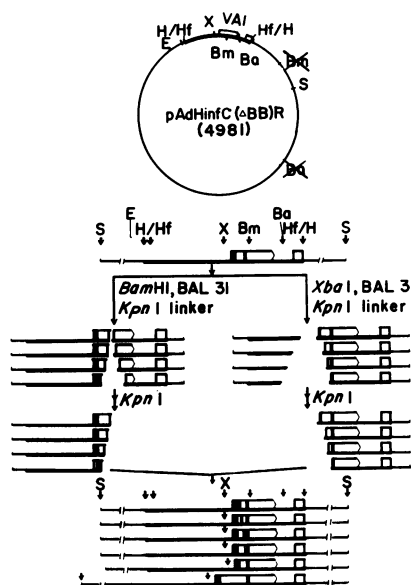 X VAI
H/Hf Hf/H
E
Bm Ba
Bm
S
pAdHinfC(△BB)R
(4981)
Ba
E Ba
S H/Hf X Bm Hf/H S
BamHI, BAL 31 XbaI, BAL 3
KpnI linker KpnI linker
KpnI KpnI
S X S